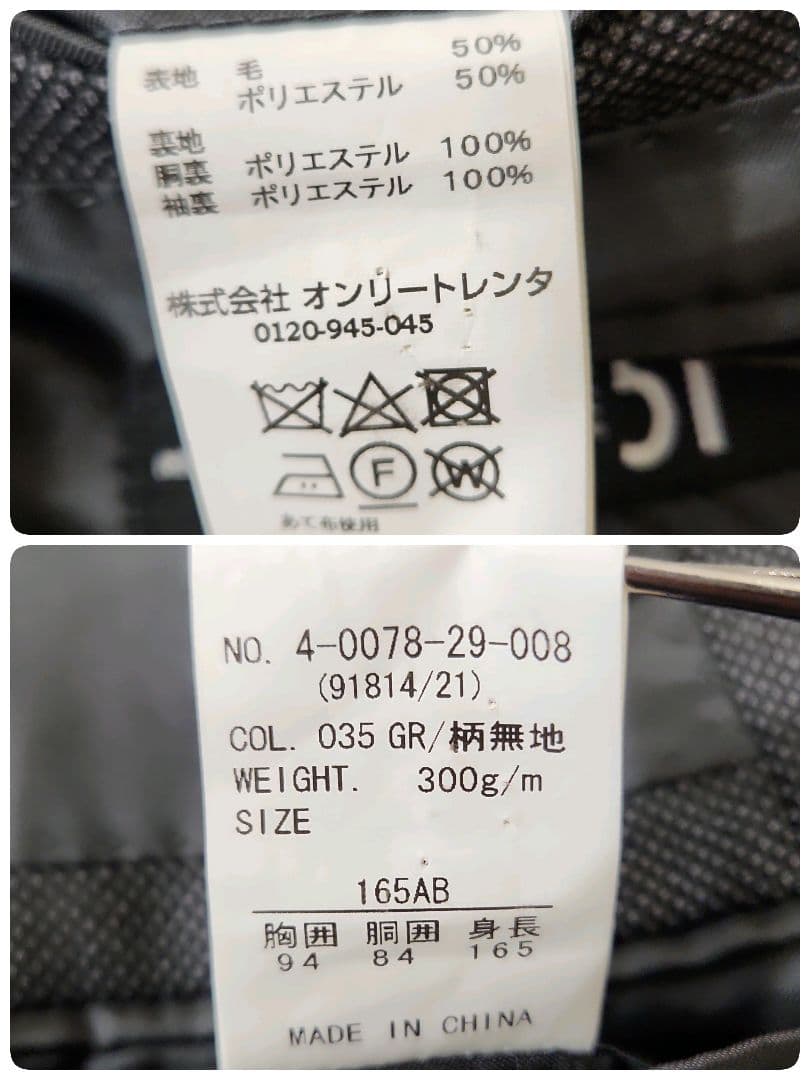 表地 毛 50%
ポリエステル 50%
裏地
胴裏 ポリエステル 100%
袖裏 ポリエステル 100%
株式会社 オンリートレンタ
0120-945-045
F W
あて布使用
NO. 4-0078-29-008
(91814/21)
COL. 035 GR/柄無地
WEIGHT. 300g/m
SIZE
165AB
胸囲 胴囲 身長
94 84 165
MADE IN CHINA